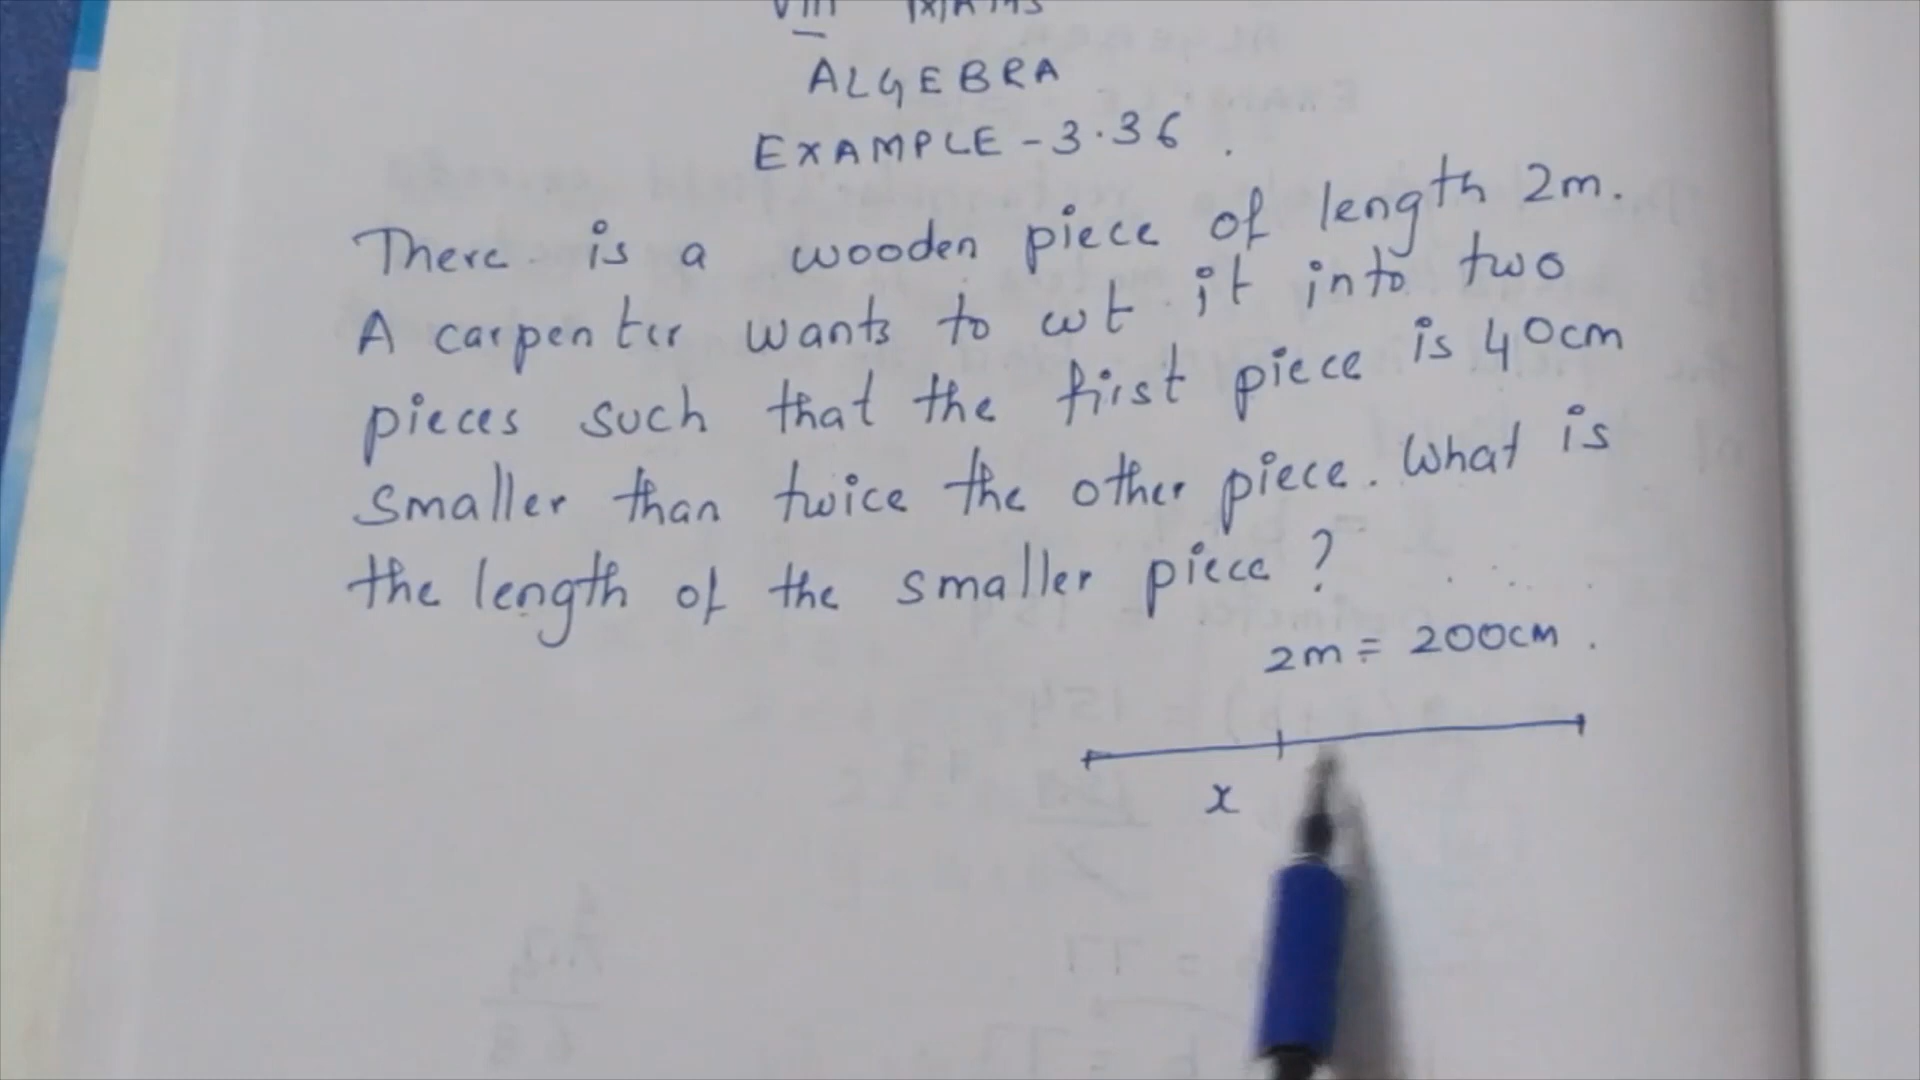 VIII MATHS
ALGEBRA
EXAMPLE - 3.36.
There is a wooden piece of length 2m.
A carpenter wants to cut it into two
pieces such that the first piece is 40cm
smaller than twice the other piece. What is
the length of the smaller piece?
2m = 200cm.
x